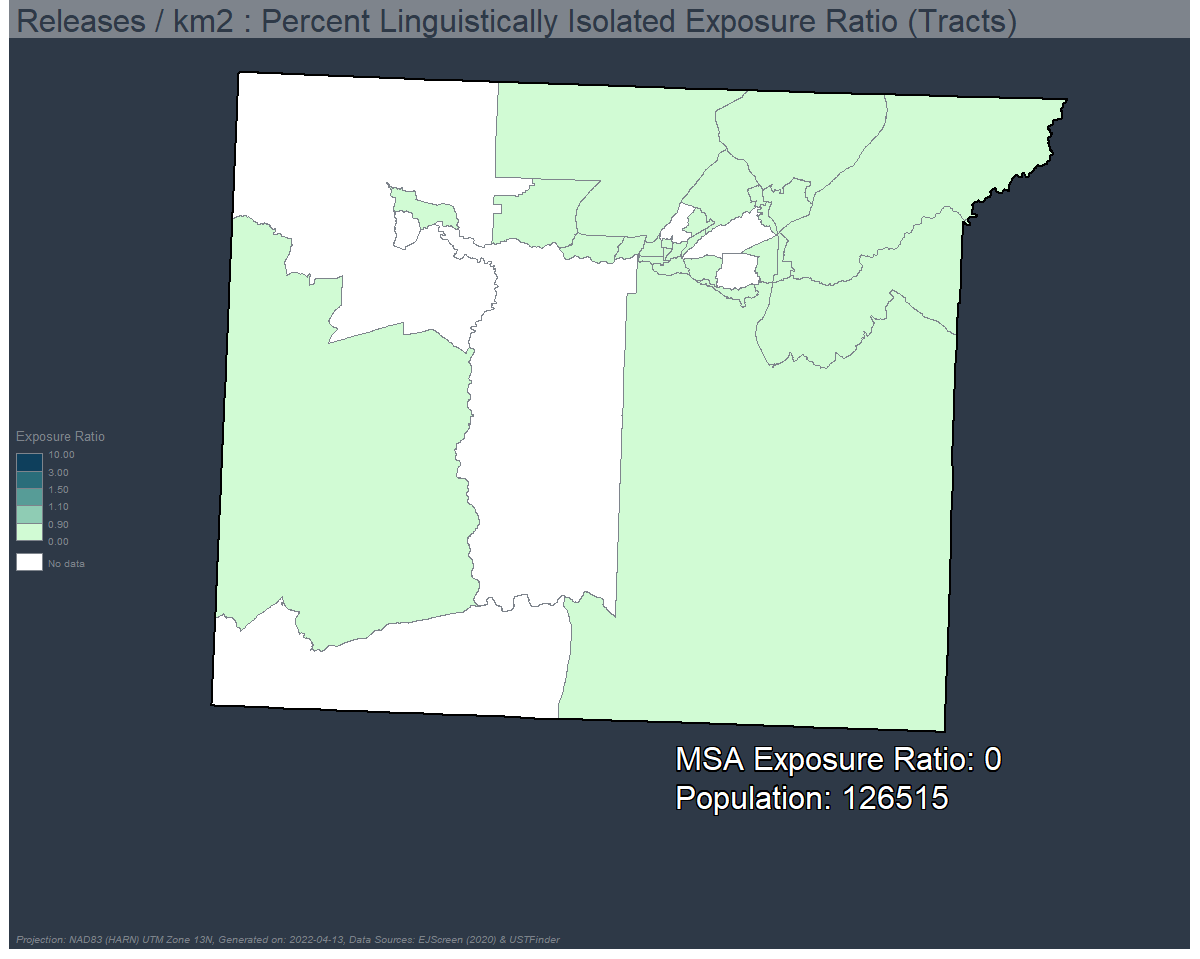 Releases / km2 : Percent Linguistically Isolated Exposure Ratio (Tracts)
Exposure Ratio
10.00
3.00
1.50
1.10
0.90
0.00
No data
MSA Exposure Ratio: 0
Population: 126515
Projection: NAD83 (HARN) UTM Zone 13N, Generated on: 2022-04-13, Data Sources: EJScreen (2020) & USTFinder